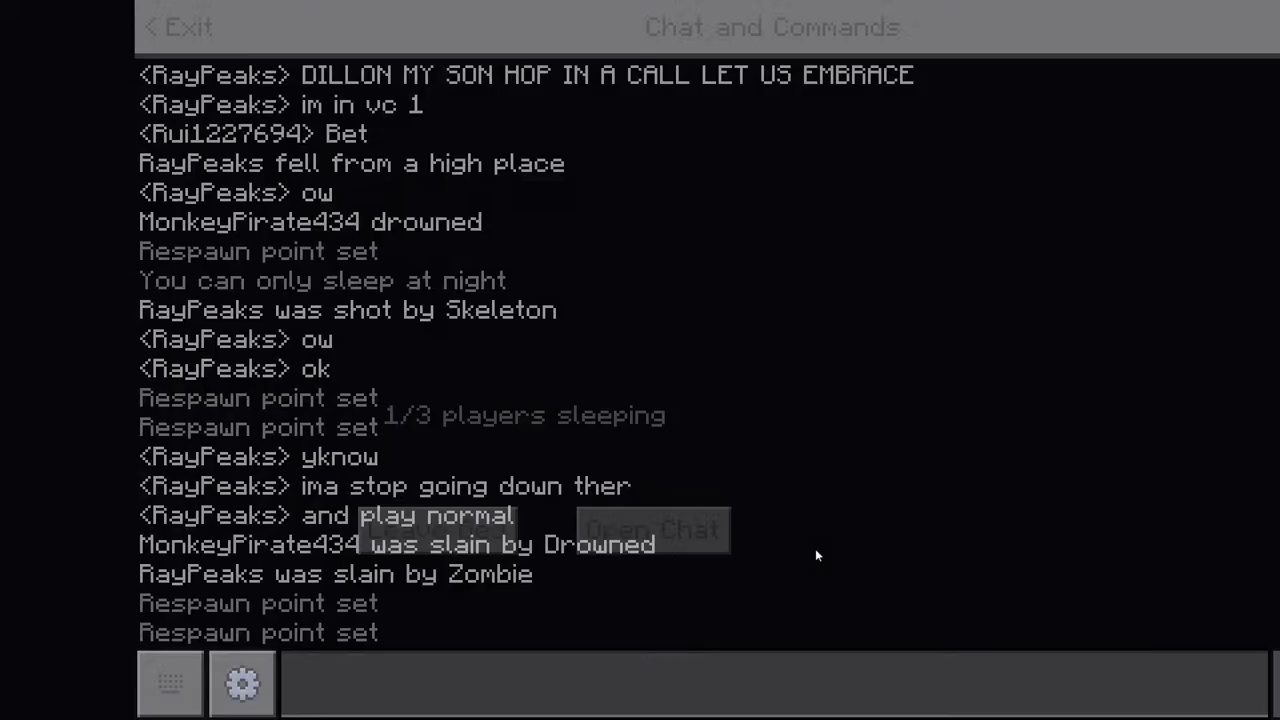 < Exit
Chat and Commands
<RayPeaks> DILLON MY SON HOP IN A CALL LET US EMBRACE
<RayPeaks> im in vc 1
<Rui1227694> Bet
RayPeaks fell from a high place
<RayPeaks> ow
MonkeyPirate434 drowned
Respawn point set
You can only sleep at night
RayPeaks was shot by Skeleton
<RayPeaks> ow
<RayPeaks> ok
Respawn point set
1/3 players sleeping
Respawn point set
<RayPeaks> yknow
<RayPeaks> ima stop going down ther
<RayPeaks> and play normal
Leave Bed
Open Chat
MonkeyPirate434 was slain by Drowned
RayPeaks was slain by Zombie
Respawn point set
Respawn point set